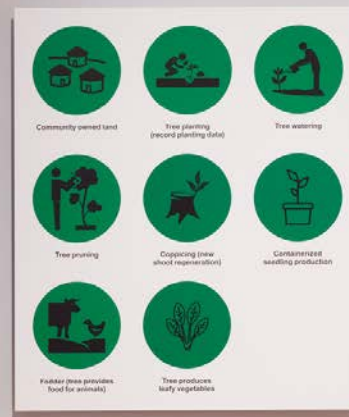 Community owned land
Tree planting
(record planting data)
Tree watering
Tree pruning
Coppicing (new
shoot regeneration)
Containerized
seedling production
Fodder (tree provides
food for animals)
Tree produces
leafy vegetables